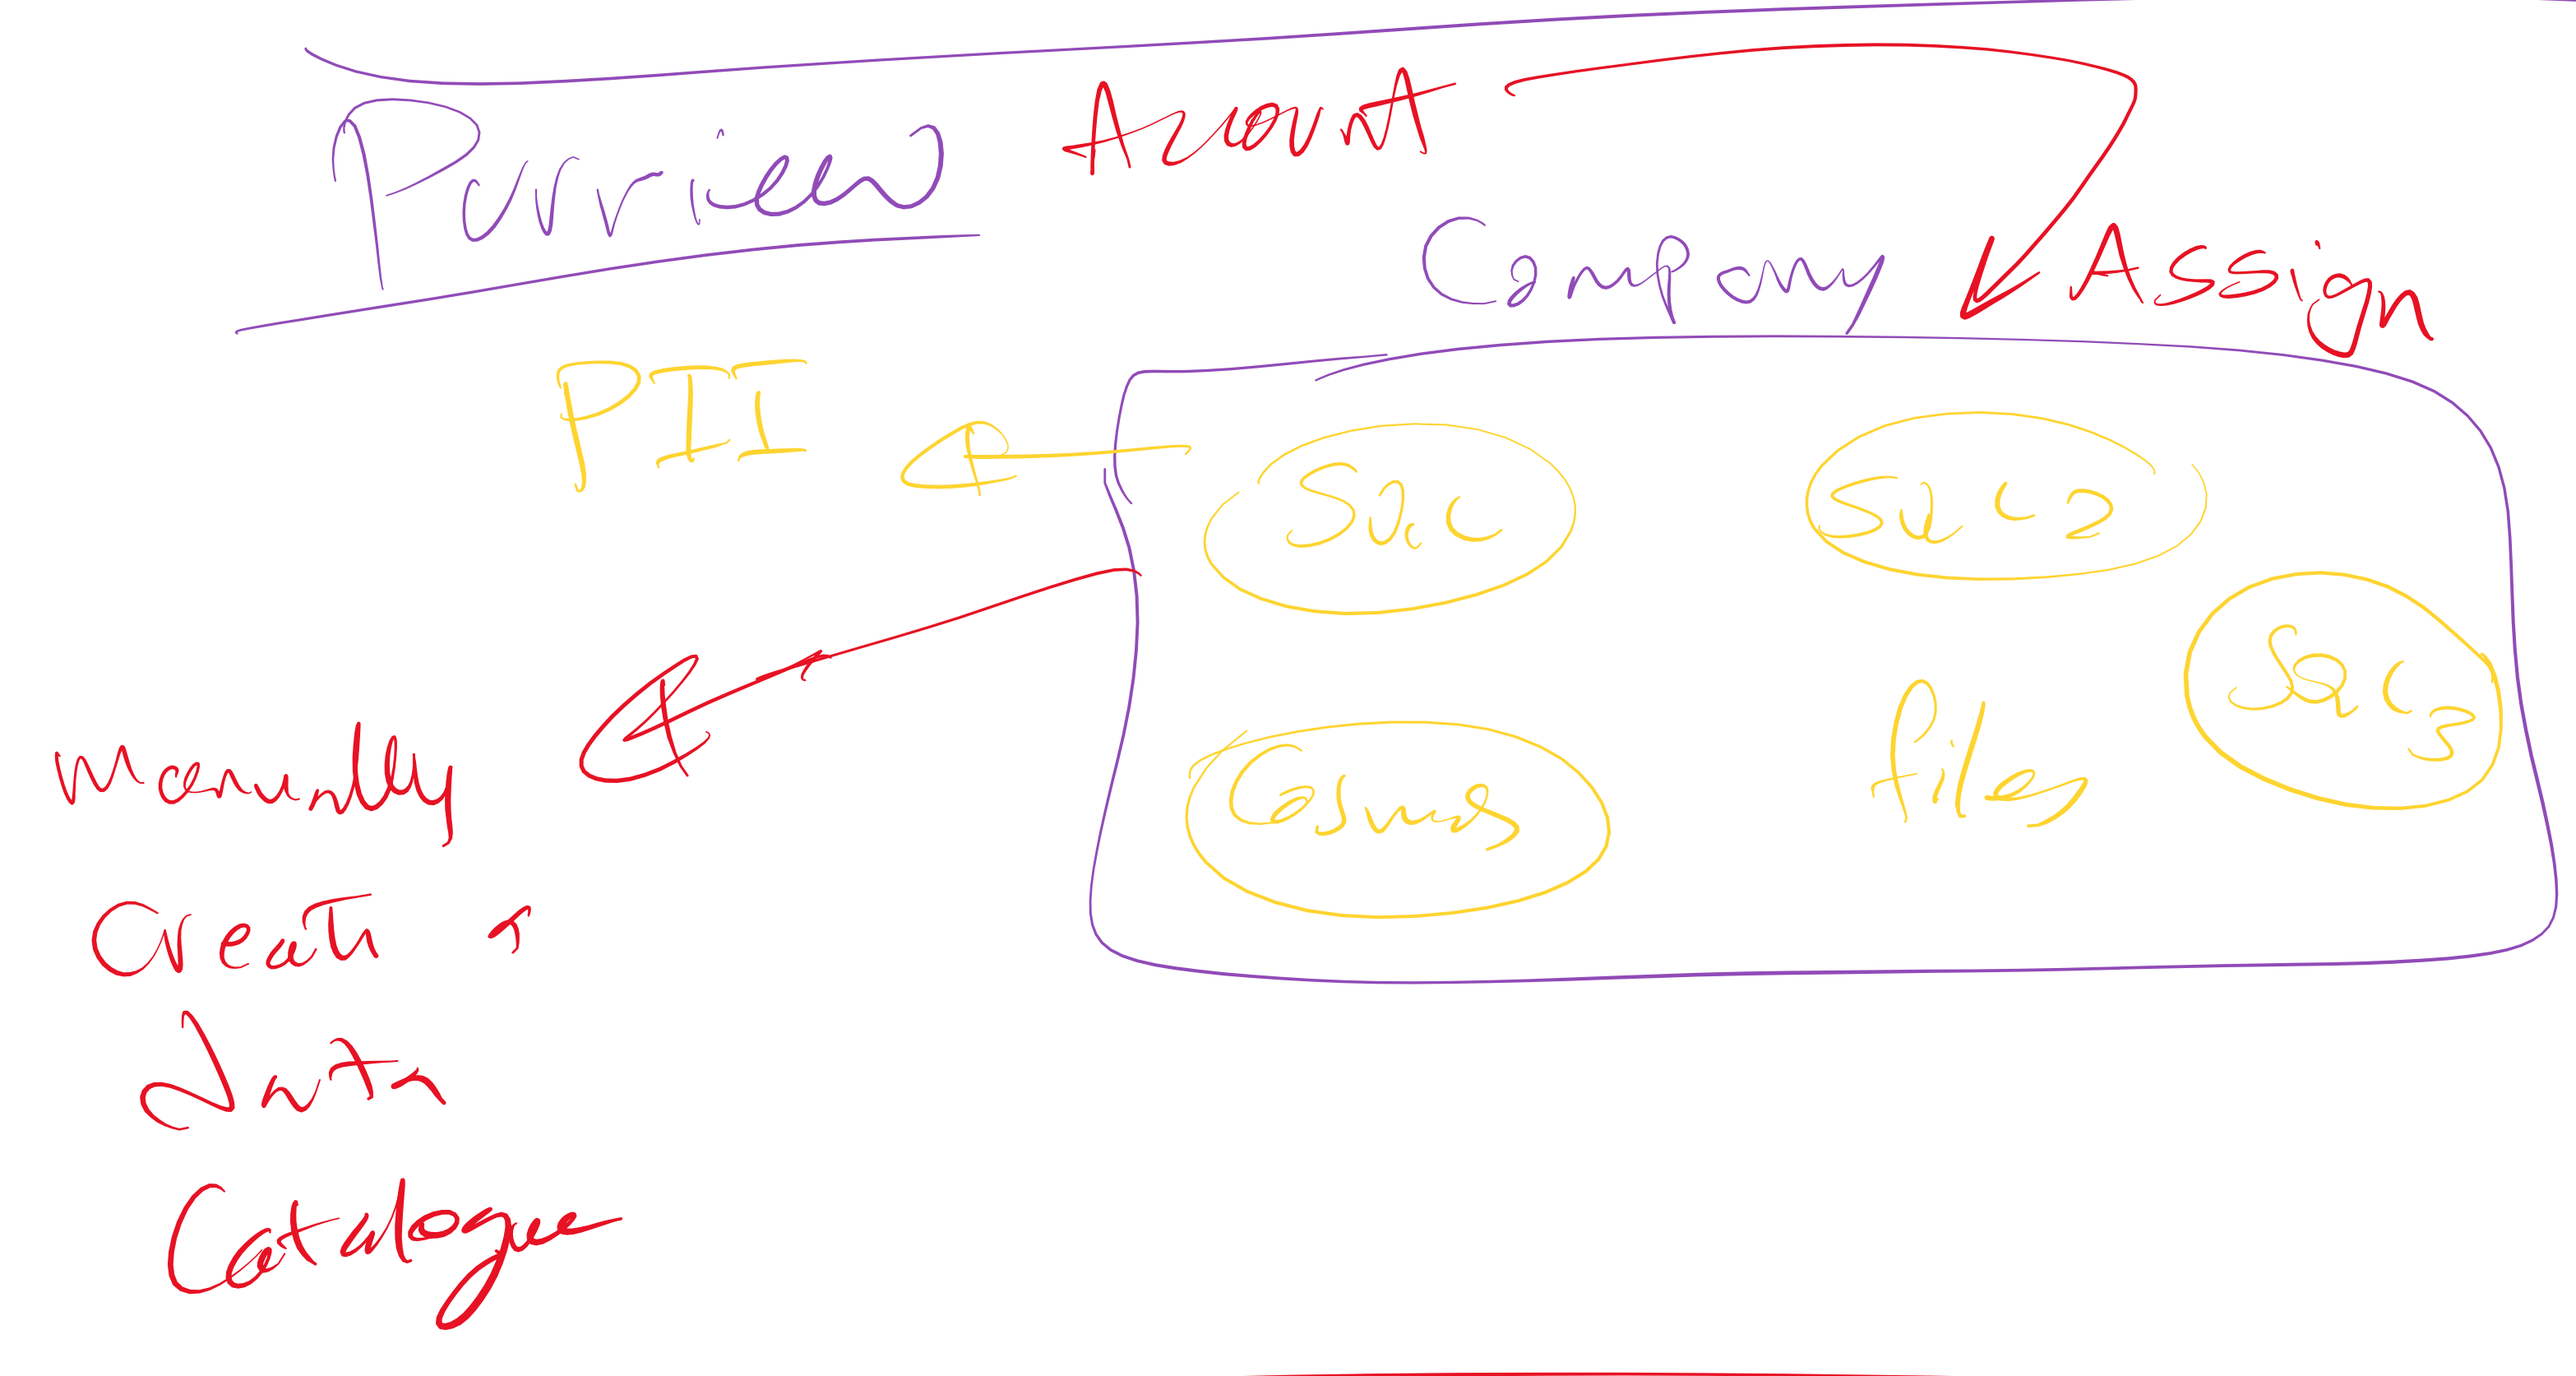 Purview Account
Company Assign
PII
SQL SQL2
SQL3
Cosmos files
Manually
Create
Data
Catalogue